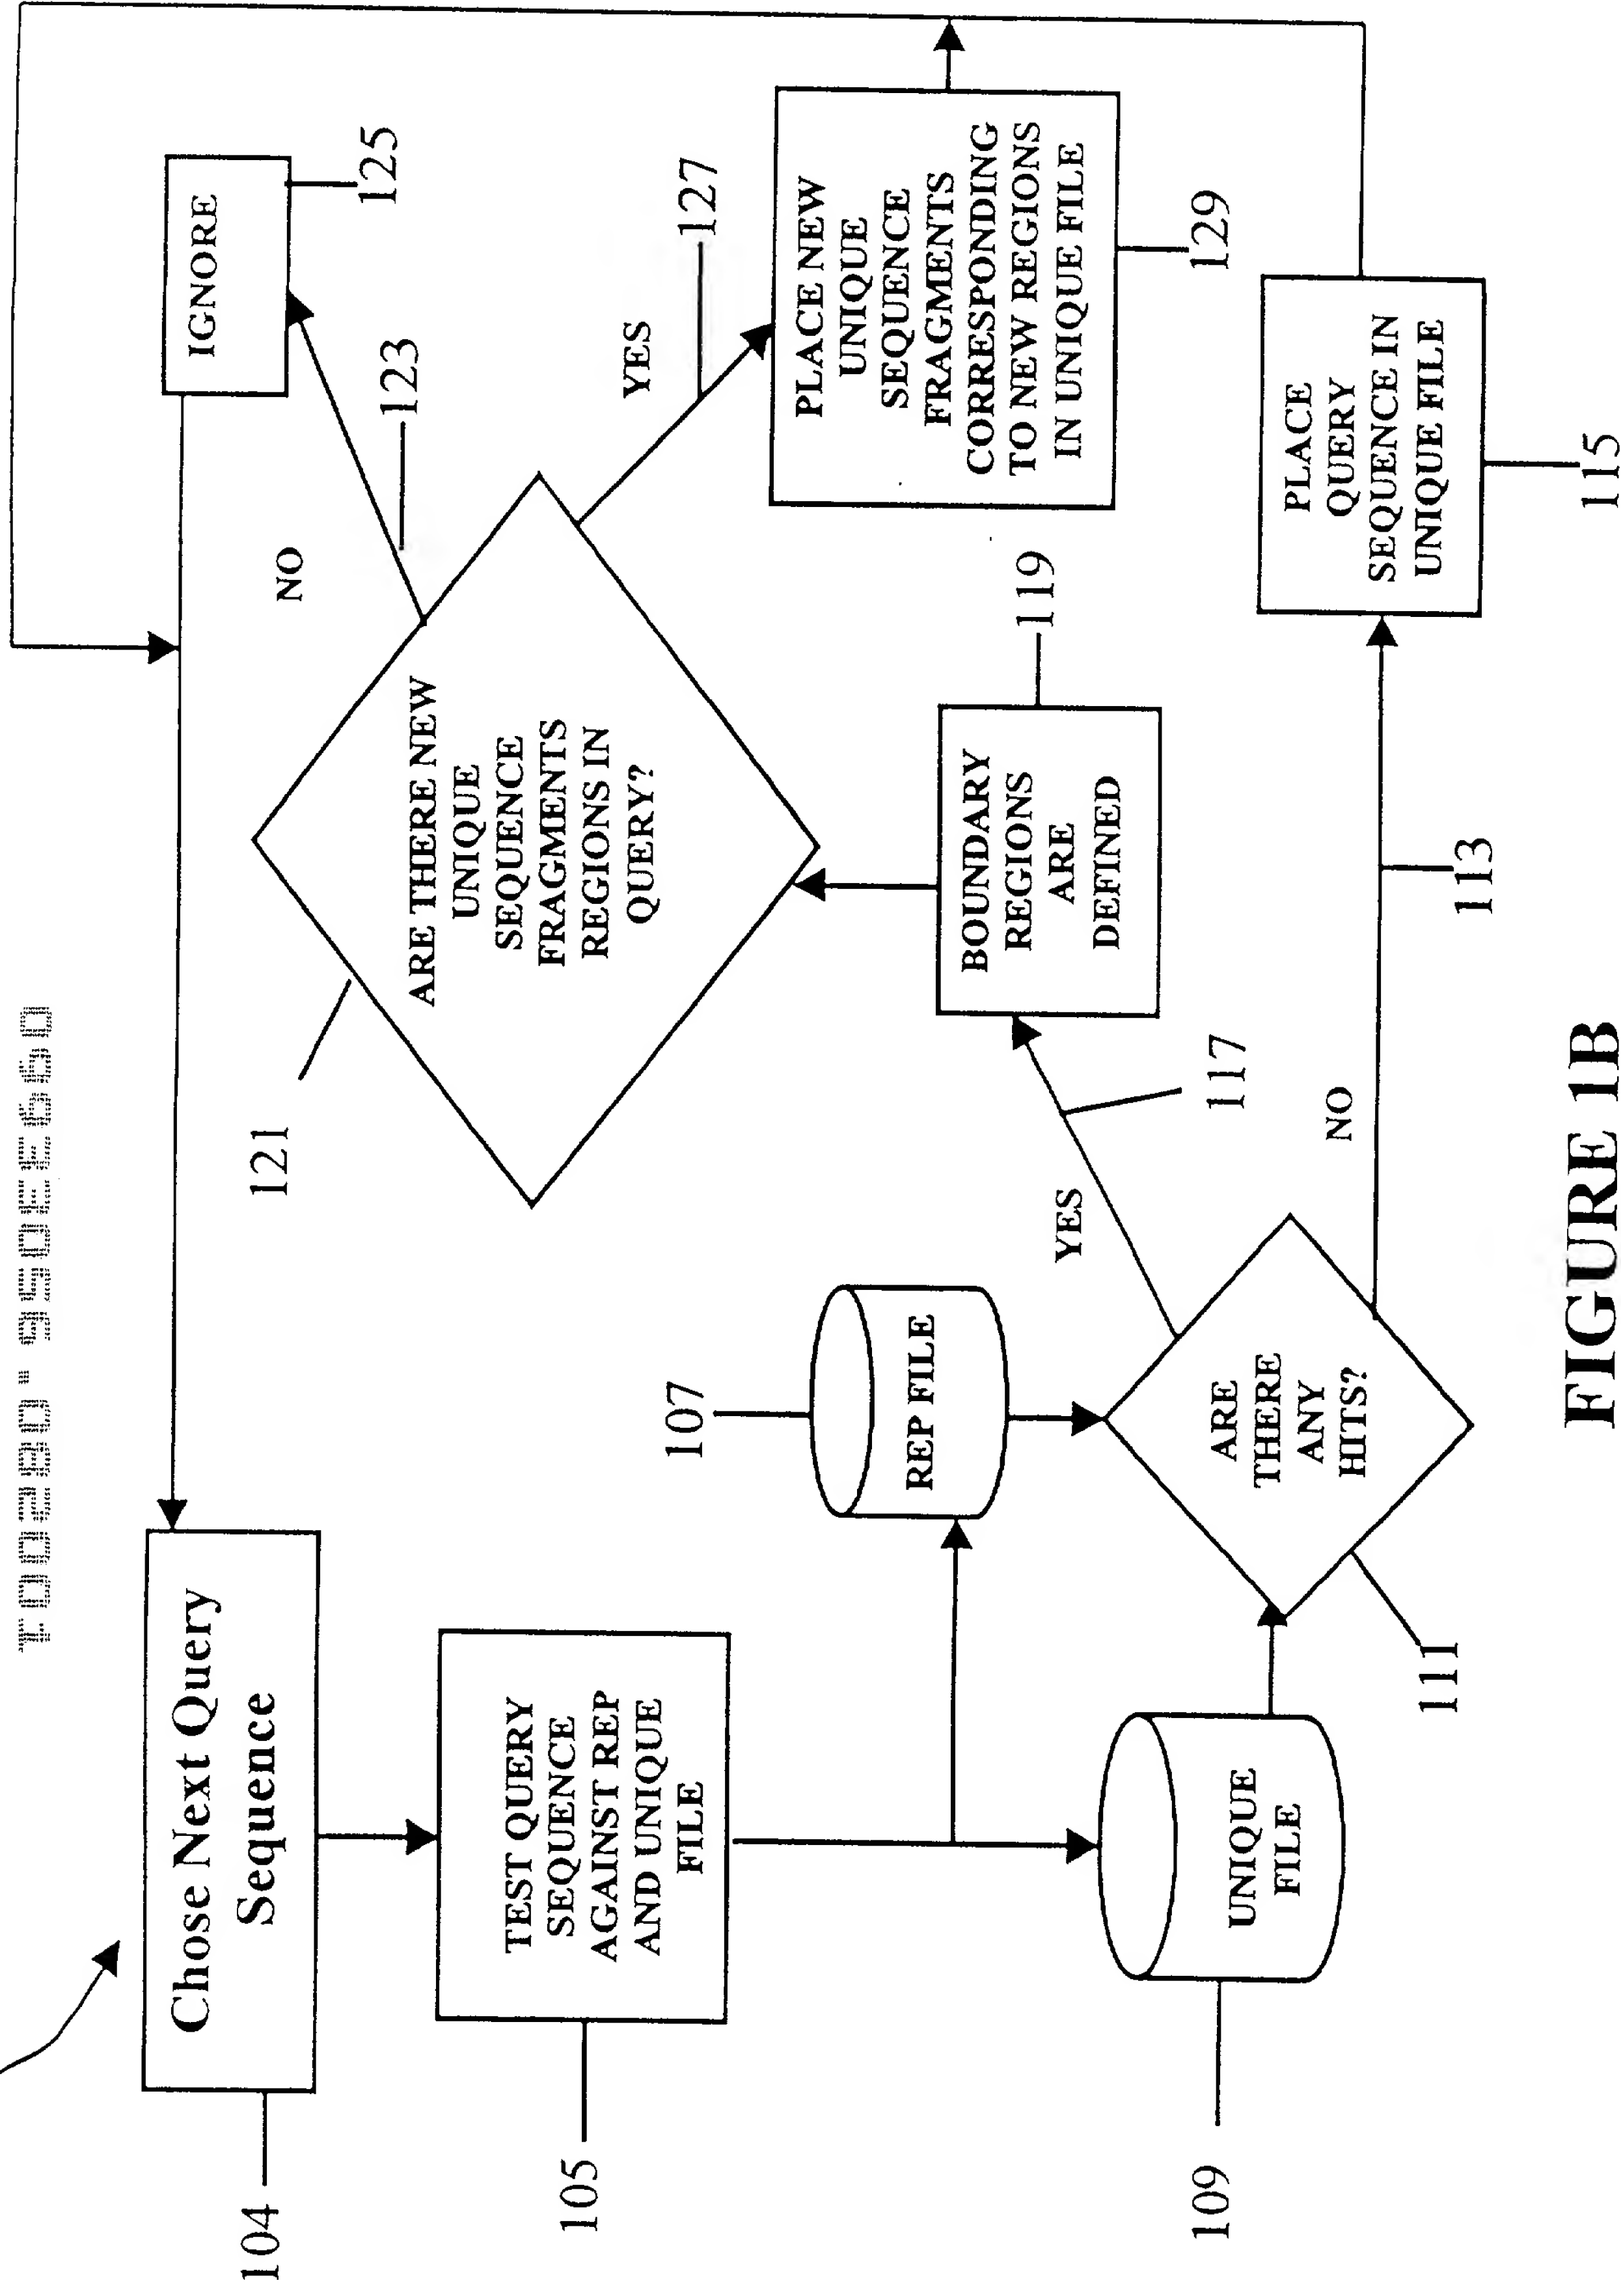 Chose Next Query
Sequence
104
TEST QUERY
SEQUENCE
AGAINST REP
AND UNIQUE
FILE
105
REP FILE
107
UNIQUE
FILE
109
ARE
THERE
ANY
HITS?
111
YES
117
NO
113
BOUNDARY
REGIONS
ARE
DEFINED
119
ARE THERE NEW
UNIQUE
SEQUENCE
FRAGMENTS
REGIONS IN
QUERY?
121
NO
123
IGNORE
125
YES
127
PLACE NEW
UNIQUE
SEQUENCE
FRAGMENTS
CORRESPONDING
TO NEW REGIONS
IN UNIQUE FILE
129
PLACE
QUERY
SEQUENCE IN
UNIQUE FILE
115
FIGURE 1B